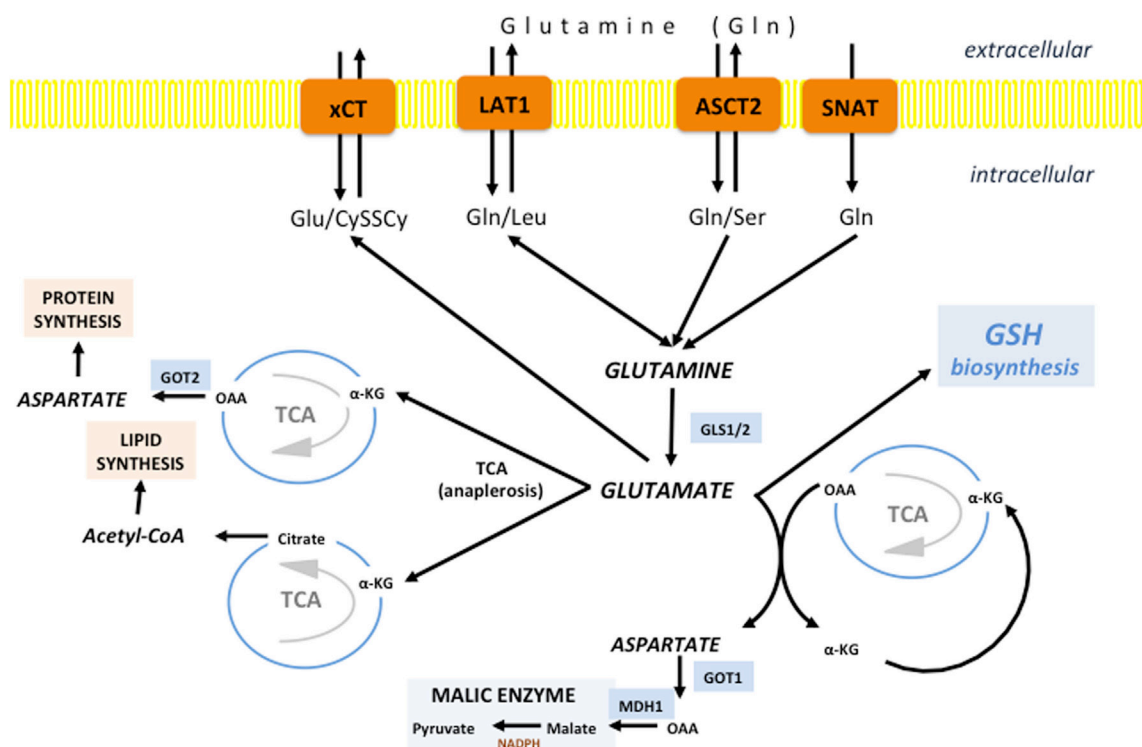 Glutamine (Gln)
extracellular
xCT
LAT1
ASCT2
SNAT
intracellular
Glu/CySSCy
Gln/Leu
Gln/Ser
Gln
PROTEIN
SYNTHESIS
GSH
biosynthesis
GLUTAMINE
GOT2
ASPARTATE
OAA
α-KG
TCA
GLS1/2
LIPID
SYNTHESIS
TCA
(anaplerosis)
GLUTAMATE
OAA
α-KG
TCA
Acetyl-CoA
Citrate
α-KG
TCA
ASPARTATE
α-KG
GOT1
MALIC ENZYME
MDH1
Pyruvate
Malate
OAA
NADPH